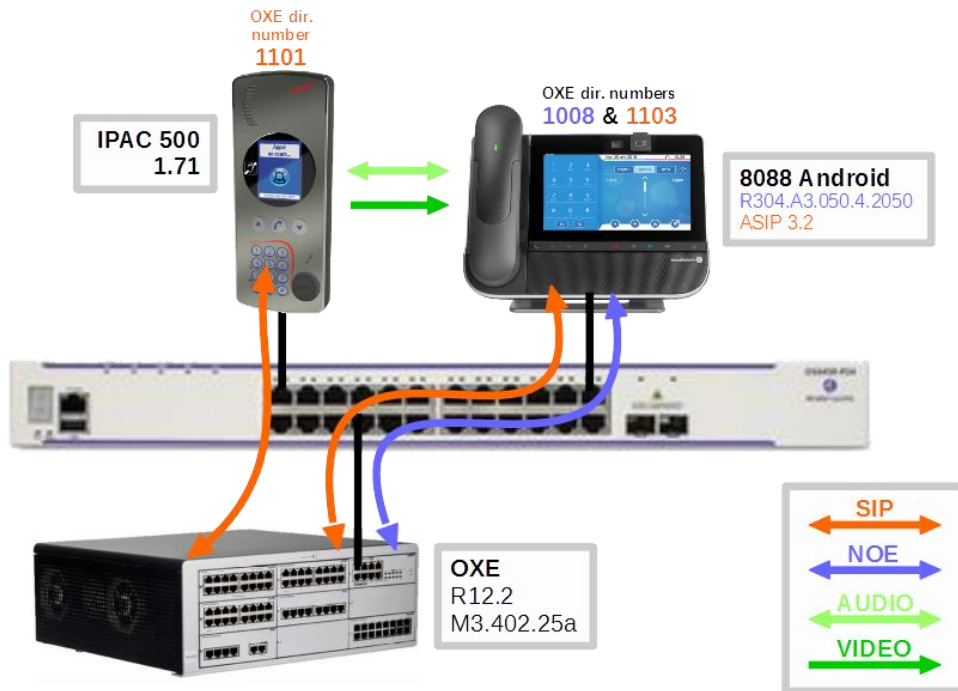 OXE dir.
number
1101
OXE dir. numbers
1008 & 1103
IPAC 500
1.71
8088 Android
R304.A3.050.4.2050
ASIP 3.2
OXE
R12.2
M3.402.25a
SIP
NOE
AUDIO
VIDEO